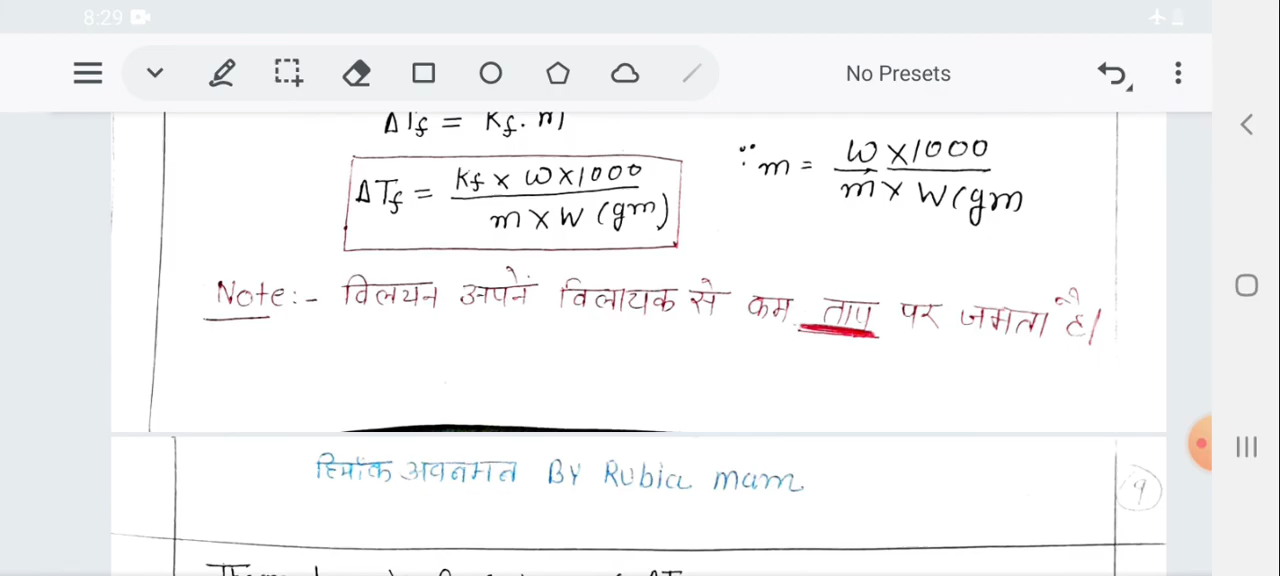 8:29
No Presets
ΔTf = Kf. m
ΔTf = Kf x w x 1000 / m x W (gm)
∵ m = w x 1000 / m x W (gm
Note:- विलयन अपने विलायक से कम ताप पर जमता है।
हिमांक अवनमन BY Rubia mam
9